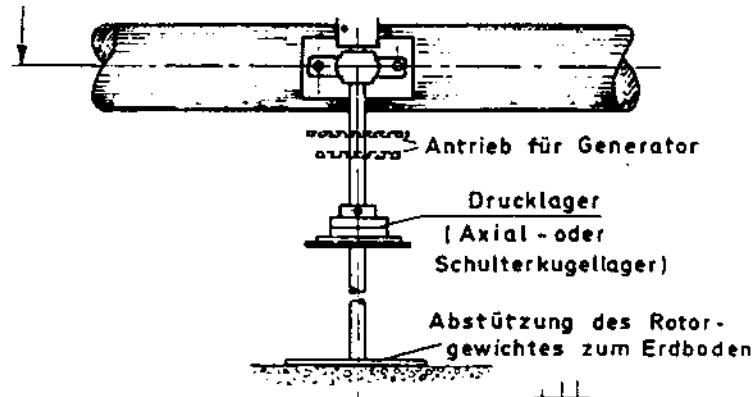 Antrieb für Generator
Drucklager
(Axial - oder
Schulterkugellager)
Abstützung des Rotor-
gewichtes zum Erdboden